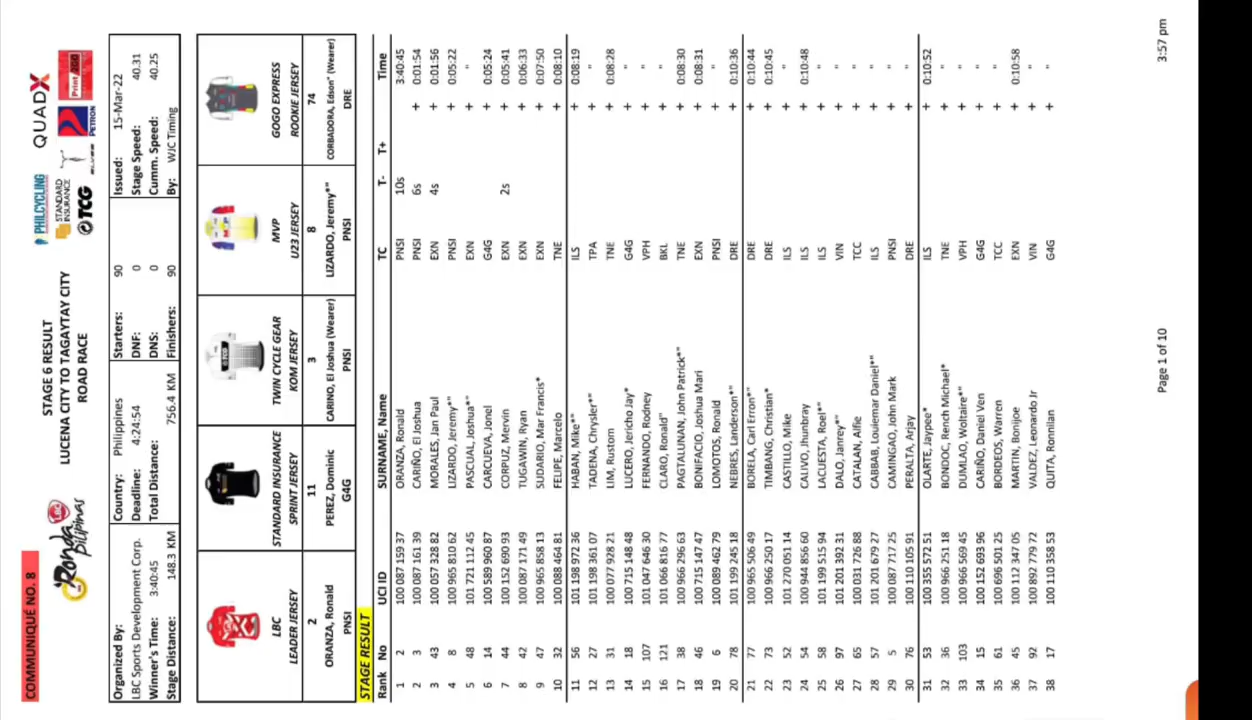 COMMUNIQUÉ NO. 8
LBC
Ronda
Pilipinas
STAGE 6 RESULT
LUCENA CITY TO TAGAYTAY CITY
ROAD RACE
PHILCYCLING
QUADX
STANDARD
INSURANCE
TCG
PETRON
Print2GO
Organized By: Country: Philippines Starters: 90 Issued: 15-Mar-22
LBC Sports Development Corp. Deadline: 4:24:54 DNF: 0 Stage Speed: 40.31
Winner's Time: 3:40:45 Total Distance: DNS: 0 Cumm. Speed: 40.25
Stage Distance: 148.3 KM 756.4 KM Finishers: 90 By: WJC Timing
LBC STANDARD INSURANCE TWIN CYCLE GEAR MVP GOGO EXPRESS
LEADER JERSEY SPRINT JERSEY KOM JERSEY U23 JERSEY ROOKIE JERSEY
2 11 3 8 74
ORANZA, Ronald PEREZ, Dominic CARINO, El Joshua (Wearer) LIZARDO, Jeremy*" CORBADORA, Edson" (Wearer)
PNSI G4G PNSI PNSI DRE
STAGE RESULT
Rank No UCI ID SURNAME, Name TC T- T+ Time
1 2 100 087 159 37 ORANZA, Ronald PNSI 10s 3:40:45
2 3 100 087 161 39 CARIÑO, El Joshua PNSI 6s + 0:01:54
3 43 100 057 328 82 MORALES, Jan Paul EXN 4s + 0:01:56
4 8 100 965 810 62 LIZARDO, Jeremy*" PNSI + 0:05:22
5 48 101 721 112 45 PASCUAL, Joshua*" EXN + "
6 14 100 589 960 87 CARCUEVA, Jonel G4G + 0:05:24
7 44 100 152 690 93 CORPUZ, Mervin EXN 2s + 0:05:41
8 42 100 087 171 49 TUGAWIN, Ryan EXN + 0:06:33
9 47 100 965 858 13 SUDARIO, Mar Francis* EXN + 0:07:50
10 32 100 088 464 81 FELIPE, Marcelo TNE + 0:08:10
11 56 101 198 972 36 HABAN, Mike*" ILS + 0:08:19
12 27 101 198 361 07 TADENA, Chrysler*" TPA + "
13 31 100 077 928 21 LIM, Rustom TNE + 0:08:28
14 18 100 715 148 48 LUCERO, Jericho Jay* G4G + "
15 107 101 047 646 30 FERNANDO, Rodney VPH + "
16 121 101 066 816 77 CLARO, Ronald" BKL + "
17 38 100 966 296 63 PAGTALUNAN, John Patrick*" TNE + 0:08:30
18 46 100 715 147 47 BONIFACIO, Joshua Mari EXN + 0:08:31
19 6 100 089 462 79 LOMOTOS, Ronald PNSI + "
20 78 101 199 245 18 NEBRES, Landerson*" DRE + 0:10:36
21 77 100 965 506 49 BORELA, Carl Erron*" DRE + 0:10:44
22 73 100 966 250 17 TIMBANG, Christian* DRE + 0:10:45
23 52 101 270 051 14 CASTILLO, Mike ILS + "
24 54 100 944 856 60 CALIVO, Jhunbray ILS + 0:10:48
25 58 101 199 515 94 LACUESTA, Roel*" ILS + "
26 97 101 201 392 31 DALO, Janrey*" VIN + "
27 65 100 031 726 88 CATALAN, Alfie TCC + "
28 57 101 201 679 27 CABBAB, Louiemar Daniel*" ILS + "
29 5 100 087 717 25 CAMINGAO, John Mark PNSI + "
30 76 100 110 105 91 PERALTA, Arjay DRE + "
31 53 100 355 572 51 OLARTE, Jaypee* ILS + 0:10:52
32 36 100 966 251 18 BONDOC, Rench Michael* TNE + "
33 103 100 966 569 45 DUMLAO, Woltaire*" VPH + "
34 15 100 152 693 96 CARIÑO, Daniel Ven G4G + "
35 61 100 696 501 25 BORDEOS, Warren TCC + "
36 45 100 112 347 05 MARTIN, Bonijoe EXN + 0:10:58
37 92 100 892 779 72 VALDEZ, Leonardo Jr VIN + "
38 17 100 110 358 53 QUITA, Ronnilan G4G + "
Page 1 of 10
3:57 pm